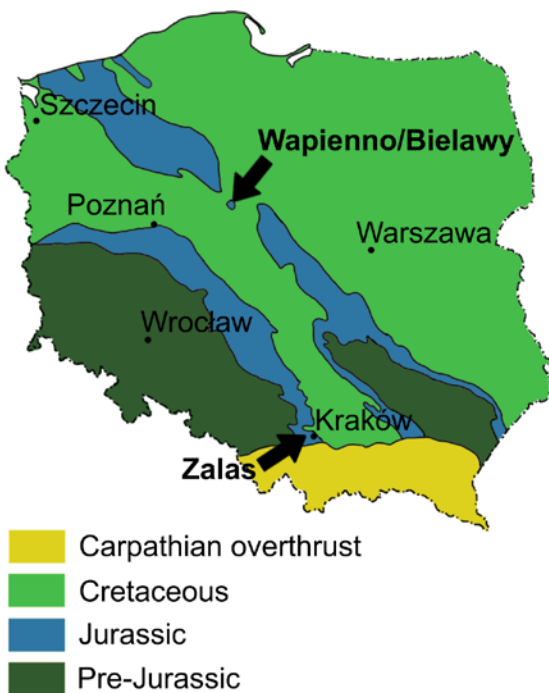 Szczecin
Wapienno/Bielawy
Poznań
Warszawa
Wrocław
Kraków
Zalas
Carpathian overthrust
Cretaceous
Jurassic
Pre-Jurassic